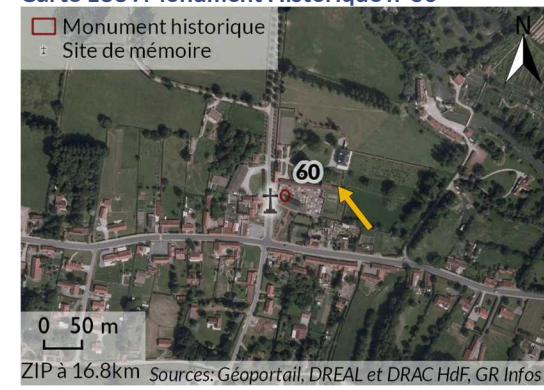 Monument historique
Site de mémoire
N
60
0 50 m
ZIP à 16.8km Sources: Géoportail, DREAL et DRAC HdF, GR Infos